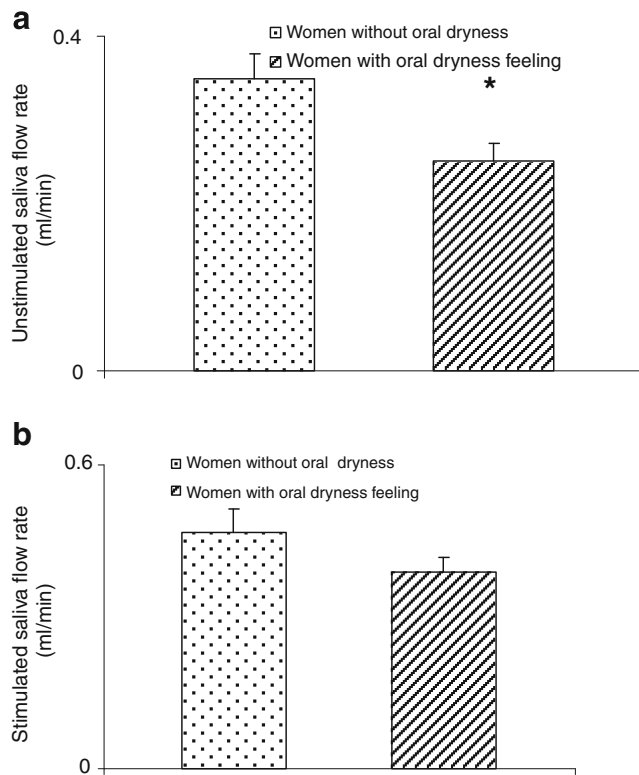 a
0.4
Women without oral dryness
Women with oral dryness feeling
*
Unstimulated saliva flow rate
(ml/min)
0
b
0.6
Women without oral dryness
Women with oral dryness feeling
Stimulated saliva flow rate
(ml/min)
0